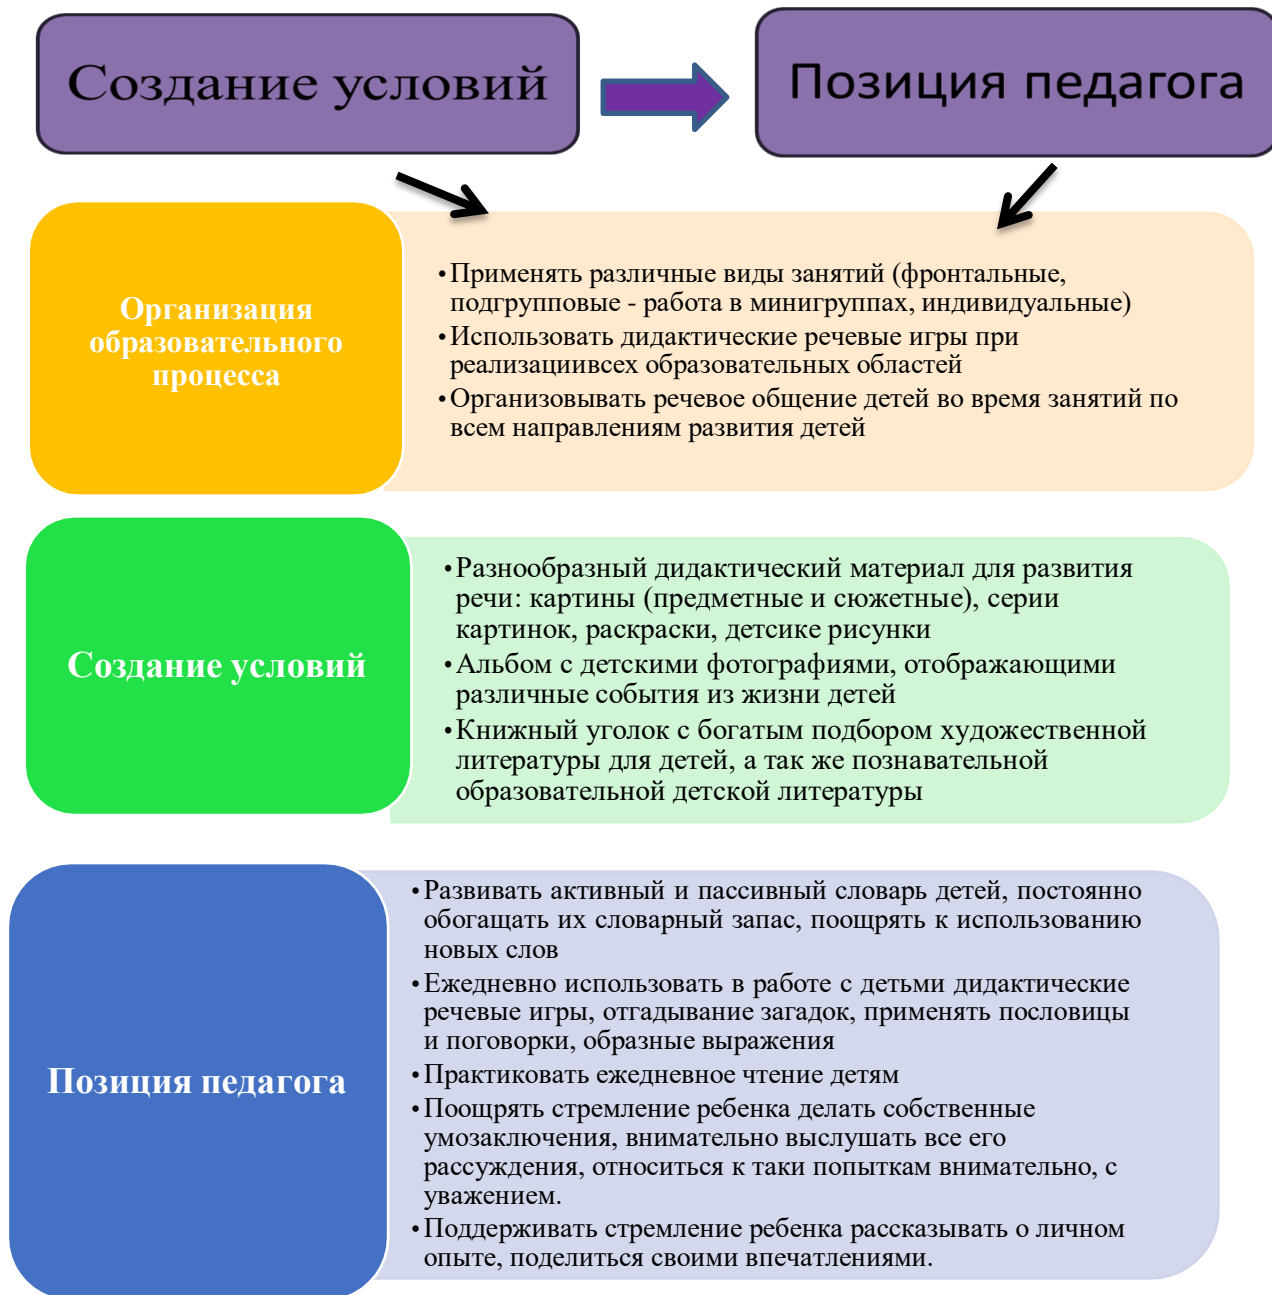 Создание условий
Позиция педагога
Организация
образовательного
процесса
•Применять различные виды занятий (фронтальные,
подгрупповые - работа в минигруппах, индивидуальные)
•Использовать дидактические речевые игры при
реализациивсех образовательных областей
•Организовывать речевое общение детей во время занятий по
всем направлениям развития детей
Создание условий
•Разнообразный дидактический материал для развития
речи: картины (предметные и сюжетные), серии
картинок, раскраски, детсике рисунки
•Альбом с детскими фотографиями, отображающими
различные события из жизни детей
•Книжный уголок с богатым подбором художественной
литературы для детей, а так же познавательной
образовательной детской литературы
Позиция педагога
•Развивать активный и пассивный словарь детей, постоянно
обогащать их словарный запас, поощрять к использованию
новых слов
•Ежедневно использовать в работе с детьми дидактические
речевые игры, отгадывание загадок, применять пословицы
и поговорки, образные выражения
•Практиковать ежедневное чтение детям
•Поощрять стремление ребенка делать собственные
умозаключения, внимательно выслушать все его
рассуждения, относиться к таки попыткам внимательно, с
уважением.
•Поддерживать стремление ребенка рассказывать о личном
опыте, поделиться своими впечатлениями.